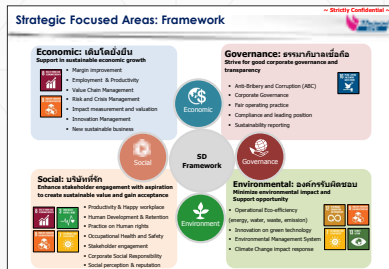 ~ Strictly Confidential ~
Strategic Focused Areas: Framework
Economic: เติบโตยั่งยืน
Support in sustainable economic growth
• Margin improvement
• Employment & Productivity
• Value Chain Management
• Risk and Crisis Management
• Impact measurement and valuation
• Innovation Management
• New sustainable business
Governance: ธรรมาภิบาลเชื่อถือ
Strive for good corporate governance and
transparency
• Anti-Bribery and Corruption (ABC)
• Corporate Governance
• Fair operating practice
• Compliance and leading position
• Sustainability reporting
Economic
Social
SD
Framework
Governance
Environment
Social: บริษัทที่รัก
Enhance stakeholder engagement with aspiration
to create sustainable value and gain acceptance
• Productivity & Happy workplace
• Human Development & Retention
• Practice on Human rights
• Occupational Health and Safety
• Stakeholder engagement
• Corporate Social Responsibility
• Social perception & reputation
Environmental: องค์กรรับผิดชอบ
Minimize environmental impact and
Support opportunity
• Operational Eco-efficiency
(energy, water, waste, emission)
• Innovation on green technology
• Environmental Management System
• Climate Change impact response